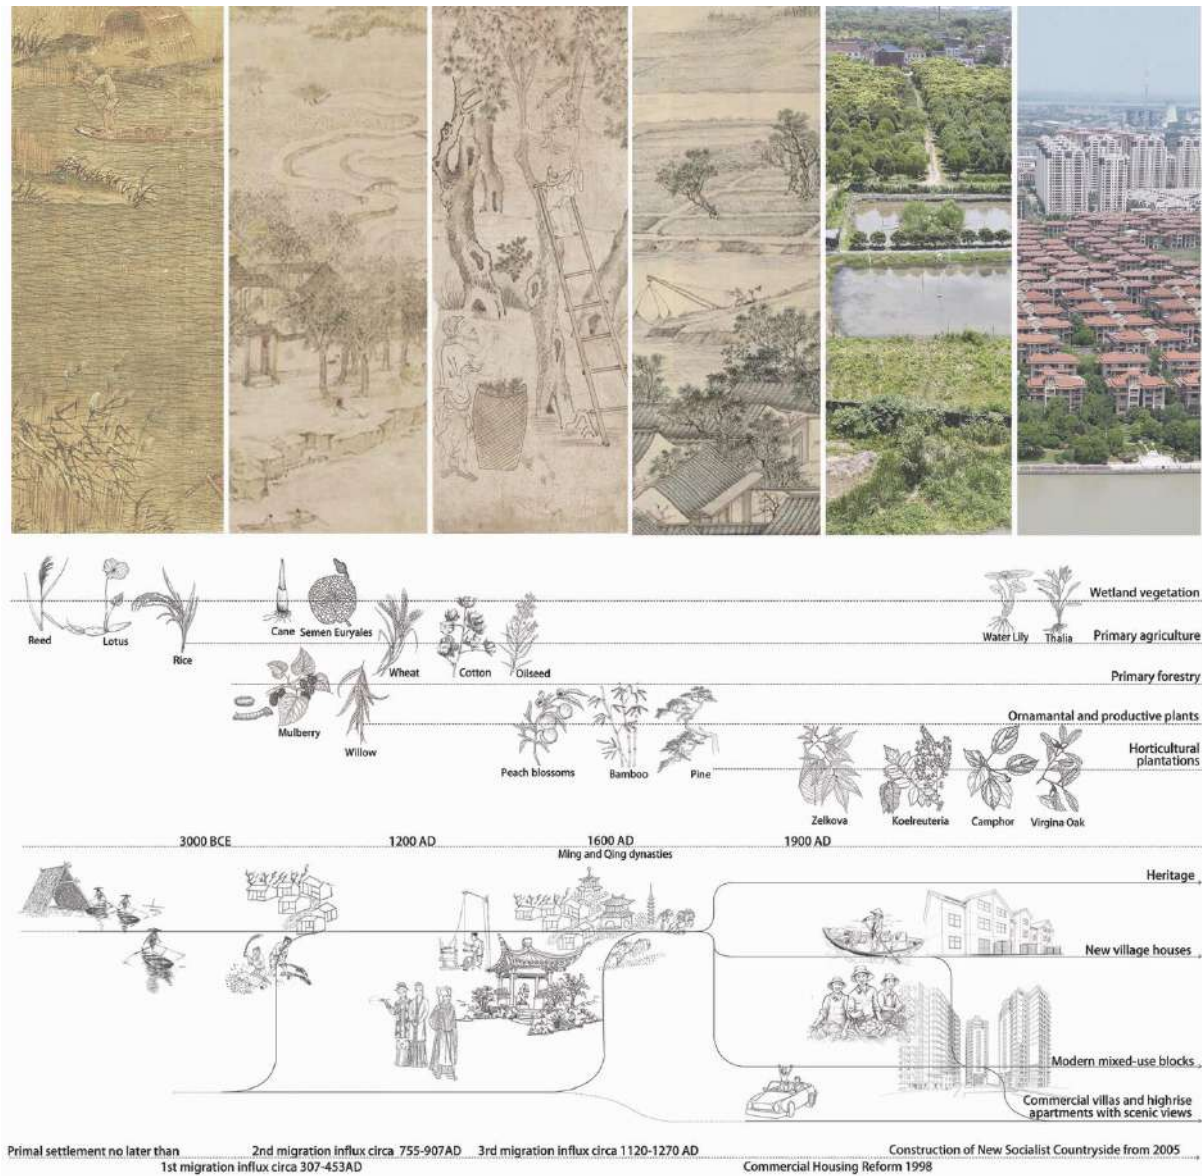 Wetland vegetation
Reed
Lotus
Rice
Cane
Semen Euryales
Wheat
Cotton
Oilseed
Water Lily
Thalia
Primary agriculture
Primary forestry
Mulberry
Willow
Ornamantal and productive plants
Peach blossoms
Bamboo
Pine
Horticultural
plantations
Zelkova
Koelreuteria
Camphor
Virgina Oak
3000 BCE
1200 AD
1600 AD
1900 AD
Ming and Qing dynasties
Heritage
New village houses
Modern mixed-use blocks
Commercial villas and highrise
apartments with scenic views
Primal settlement no later than
2nd migration influx circa 755-907AD
3rd migration influx circa 1120-1270 AD
Construction of New Socialist Countryside from 2005
1st migration influx circa 307-453AD
Commercial Housing Reform 1998